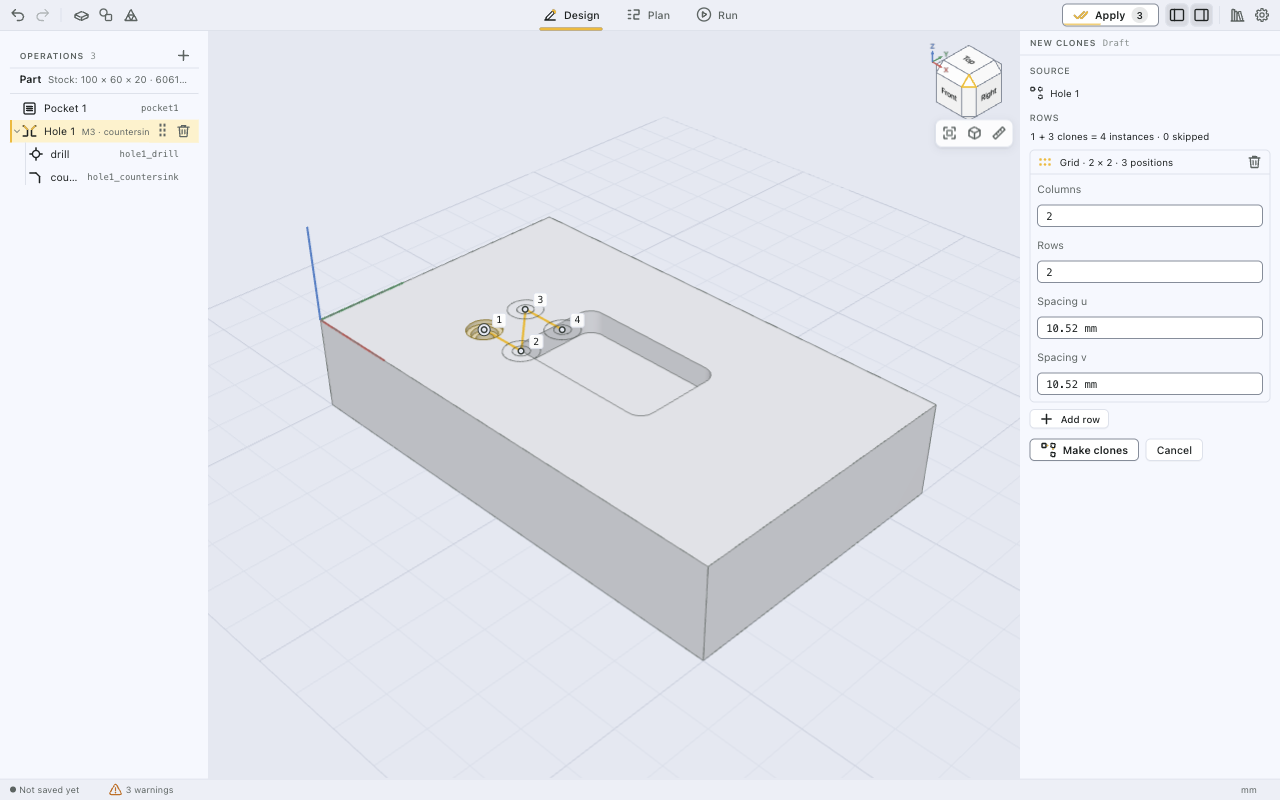 Design
Plan
Run
Apply 3
OPERATIONS 3
Part Stock: 100 × 60 × 20 · 6061...
Pocket 1 pocket1
Hole 1 M3 · countersin
drill hole1_drill
cou... hole1_countersink
Z
Y
X
Top
Front
Right
3
1
4
2
NEW CLONES Draft
SOURCE
Hole 1
ROWS
1 + 3 clones = 4 instances · 0 skipped
Grid · 2 × 2 · 3 positions
Columns
2
Rows
2
Spacing u
10.52 mm
Spacing v
10.52 mm
Add row
Make clones
Cancel
Not saved yet
3 warnings
mm